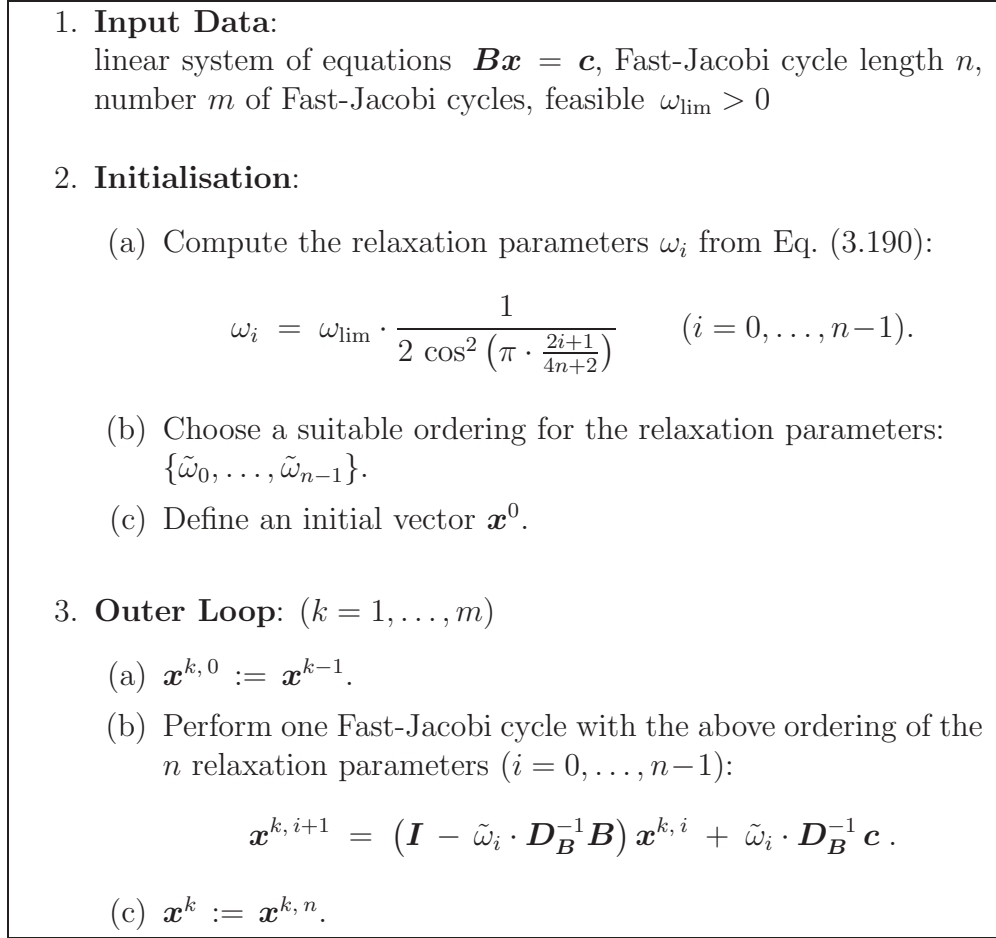 1. Input Data:
linear system of equations Bx = c, Fast-Jacobi cycle length n,
number m of Fast-Jacobi cycles, feasible ω_lim > 0
2. Initialisation:
(a) Compute the relaxation parameters ω_i from Eq. (3.190):
ω_i = ω_lim · 1 / (2 cos² (π · (2i+1)/(4n+2))) (i = 0, . . . , n−1).
(b) Choose a suitable ordering for the relaxation parameters:
{ω̃_0, . . . , ω̃_{n−1}}.
(c) Define an initial vector x^0.
3. Outer Loop: (k = 1, . . . , m)
(a) x^{k, 0} := x^{k−1}.
(b) Perform one Fast-Jacobi cycle with the above ordering of the
n relaxation parameters (i = 0, . . . , n−1):
x^{k, i+1} = (I − ω̃_i · D_B^{−1} B) x^{k, i} + ω̃_i · D_B^{−1} c .
(c) x^k := x^{k, n}.